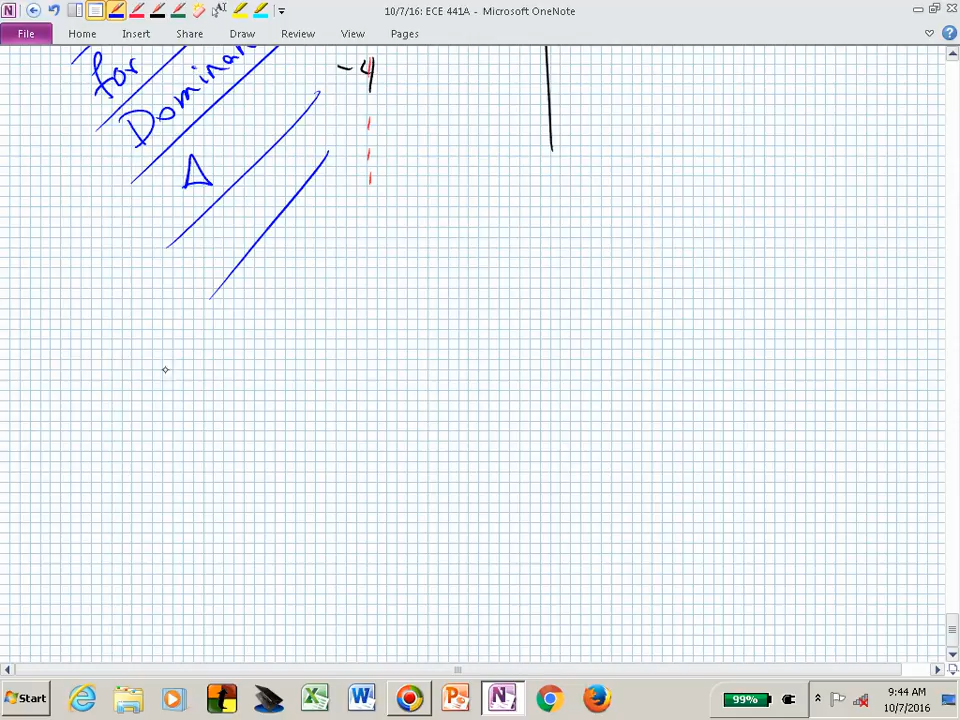 10/7/16: ECE 441A - Microsoft OneNote
File Home Insert Share Draw Review View Pages
for
Dominan
-4
Δ
Start
99%
9:44 AM
10/7/2016